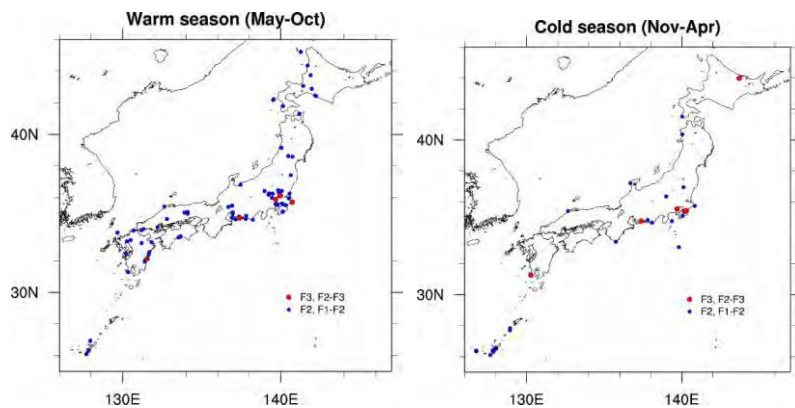 Warm season (May-Oct)
40N
30N
F3, F2-F3
F2, F1-F2
130E 140E
Cold season (Nov-Apr)
40N
30N
F3, F2-F3
F2, F1-F2
130E 140E